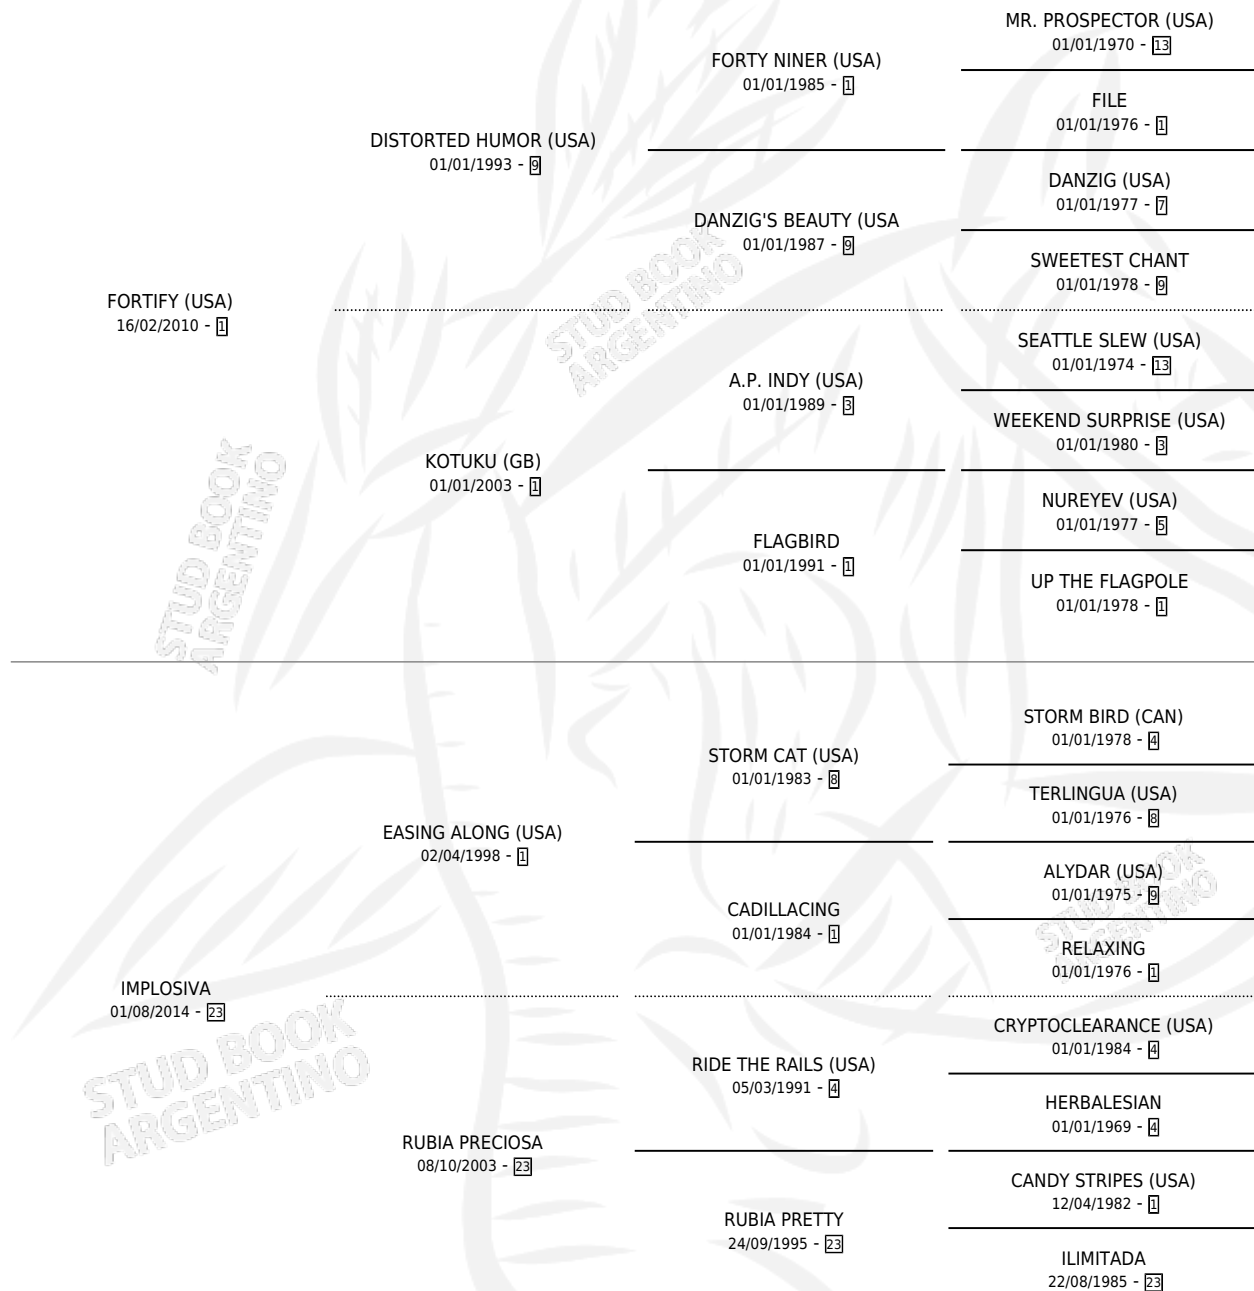 MR. PROSPECTOR (USA)
01/01/1970 - 13
FORTY NINER (USA)
01/01/1985 - 1
FILE
01/01/1976 - 1
DISTORTED HUMOR (USA)
01/01/1993 - 9
DANZIG (USA)
01/01/1977 - 7
DANZIG'S BEAUTY (USA
01/01/1987 - 9
SWEETEST CHANT
01/01/1978 - 9
FORTIFY (USA)
16/02/2010 - 1
STUD BOOK
ARGENTINO
SEATTLE SLEW (USA)
01/01/1974 - 13
A.P. INDY (USA)
01/01/1989 - 3
WEEKEND SURPRISE (USA)
01/01/1980 - 3
KOTUKU (GB)
01/01/2003 - 1
NUREYEV (USA)
01/01/1977 - 5
FLAGBIRD
01/01/1991 - 1
UP THE FLAGPOLE
01/01/1978 - 1
STUD BOOK
ARGENTINO
STORM BIRD (CAN)
01/01/1978 - 4
STORM CAT (USA)
01/01/1983 - 8
TERLINGUA (USA)
01/01/1976 - 8
EASING ALONG (USA)
02/04/1998 - 1
ALYDAR (USA)
01/01/1975 - 9
CADILLACING
01/01/1984 - 1
RELAXING
01/01/1976 - 1
STUD BOOK
ARGENTINO
IMPLOSIVA
01/08/2014 - 23
CRYPTOCLEARANCE (USA)
01/01/1984 - 4
RIDE THE RAILS (USA)
05/03/1991 - 4
HERBALESIAN
01/01/1969 - 4
STUD BOOK
ARGENTINO
RUBIA PRECIOSA
08/10/2003 - 23
CANDY STRIPES (USA)
12/04/1982 - 1
RUBIA PRETTY
24/09/1995 - 23
ILIMITADA
22/08/1985 - 23